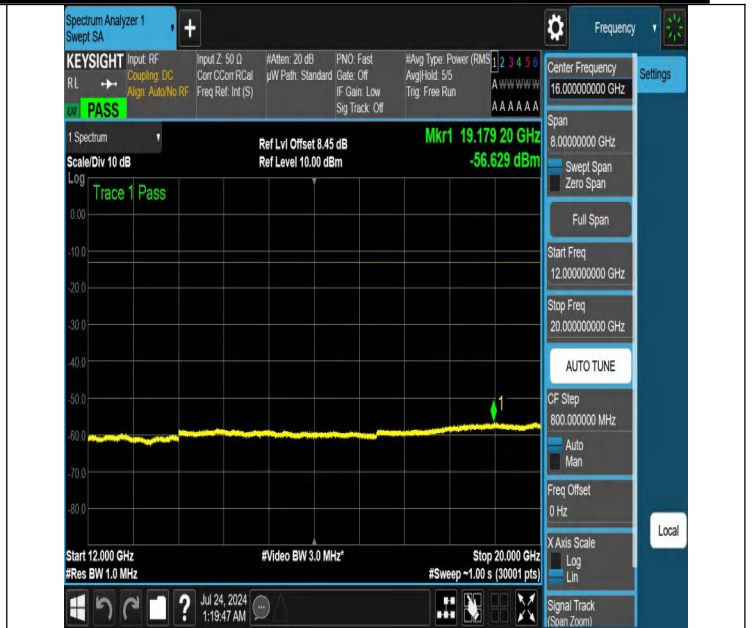 Spectrum Analyzer 1
Swept SA
Frequency
KEYSIGHT
RL
PASS
Input: RF
Coupling: DC
Align: Auto/No RF
Input Z: 50 Ω
Corr CCorr RCal
Freq Ref: Int (S)
#Atten: 20 dB
µW Path: Standard
PNO: Fast
Gate: Off
IF Gain: Low
Sig Track: Off
#Avg Type: Power (RMS
Avg|Hold: 5/5
Trig: Free Run
1 2 3 4 5 6
A W W W W W
A A A A A A
1 Spectrum
Scale/Div 10 dB
Ref Lvl Offset 8.45 dB
Ref Level 10.00 dBm
Mkr1 19.179 20 GHz
-56.629 dBm
Log
Trace 1 Pass
0.00
-10.0
-20.0
-30.0
-40.0
-50.0
-60.0
-70.0
-80.0
1
Start 12.000 GHz
#Res BW 1.0 MHz
#Video BW 3.0 MHz*
Stop 20.000 GHz
#Sweep ~1.00 s (30001 pts)
Jul 24, 2024
1:19:47 AM
?
Center Frequency
16.000000000 GHz
Settings
Span
8.00000000 GHz
Swept Span
Zero Span
Full Span
Start Freq
12.000000000 GHz
Stop Freq
20.000000000 GHz
AUTO TUNE
CF Step
800.000000 MHz
Auto
Man
Freq Offset
0 Hz
X Axis Scale
Log
Lin
Local
Signal Track
(Span Zoom)